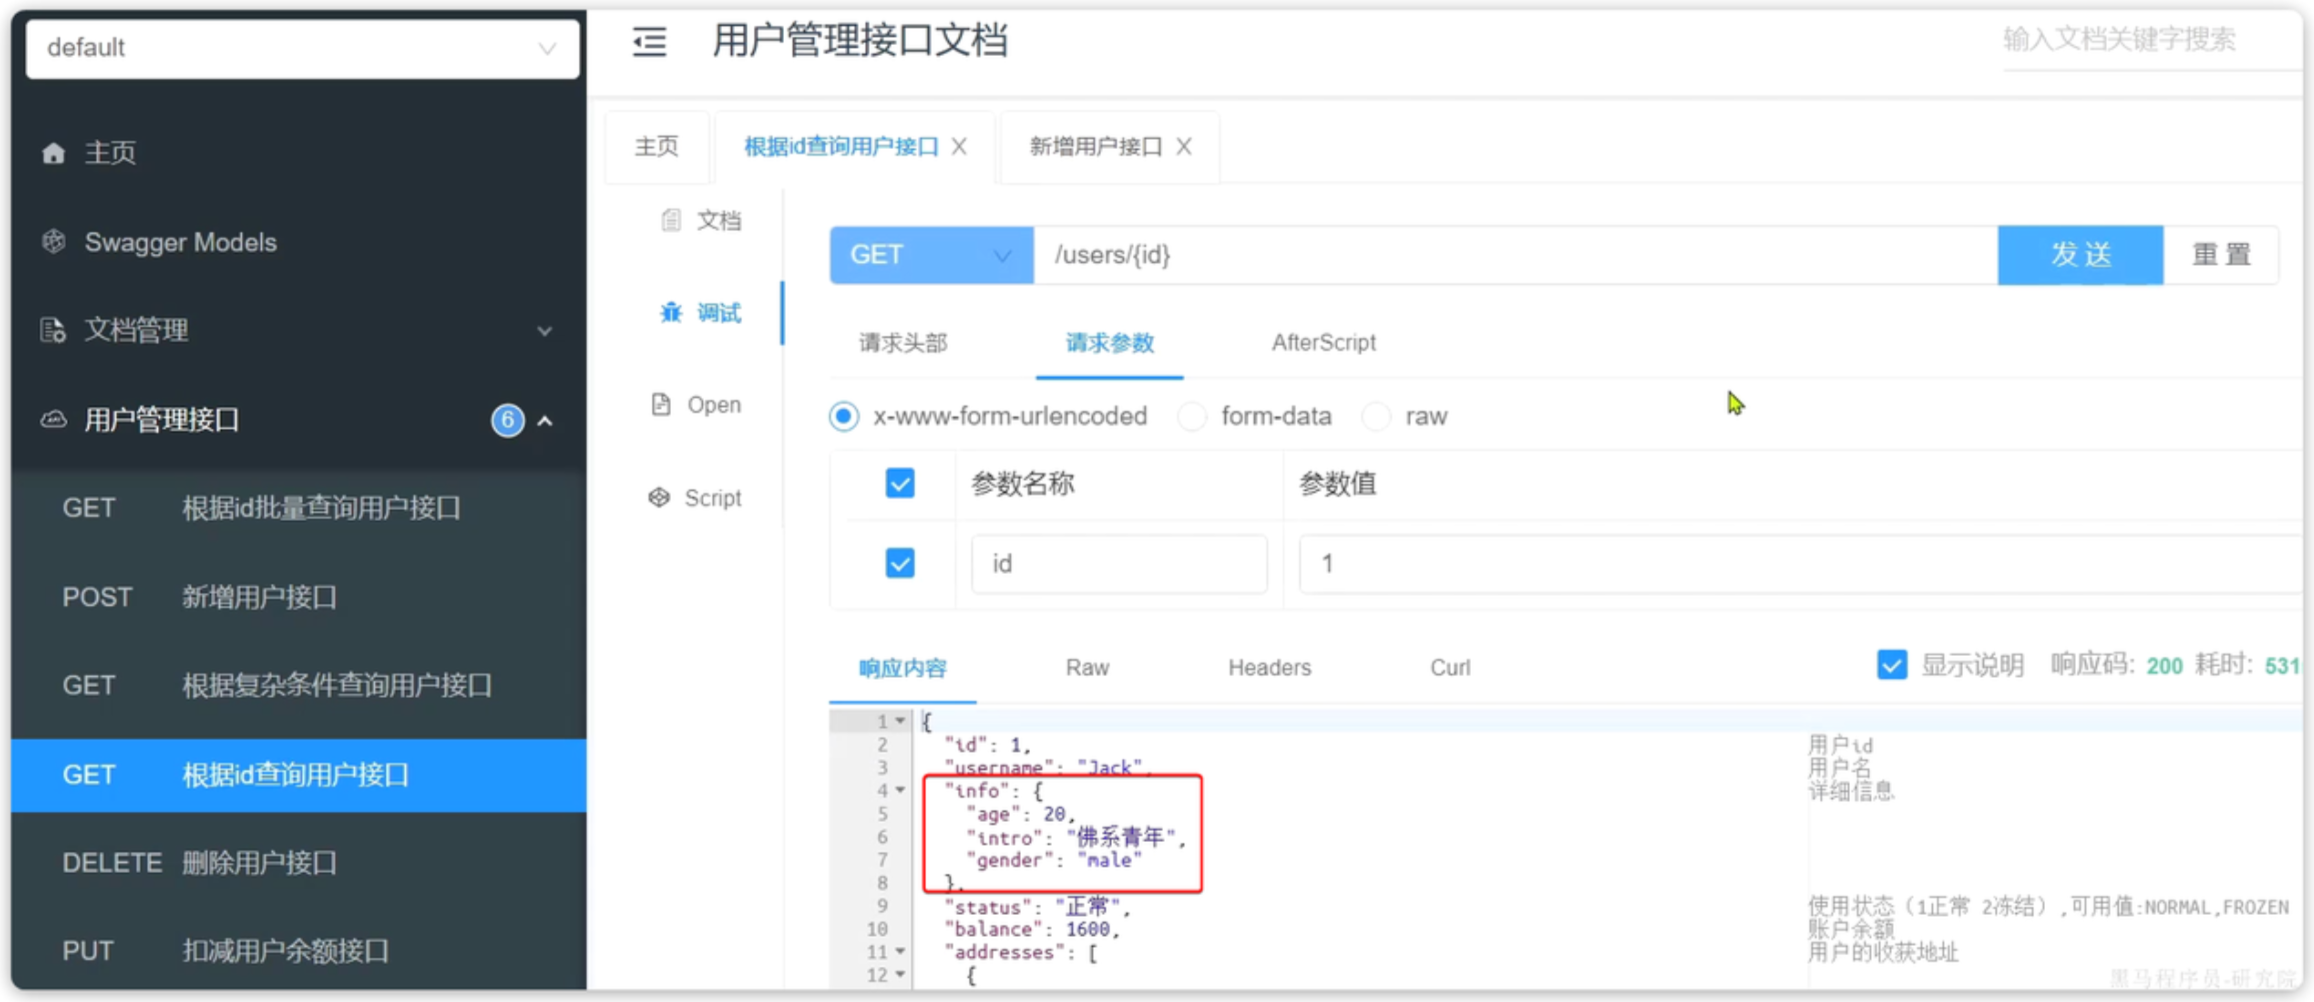 default
主页
Swagger Models
文档管理
用户管理接口 6
GET 根据id批量查询用户接口
POST 新增用户接口
GET 根据复杂条件查询用户接口
GET 根据id查询用户接口
DELETE 删除用户接口
PUT 扣减用户余额接口
用户管理接口文档
输入文档关键字搜索
主页 根据id查询用户接口 新增用户接口
文档
调试
Open
Script
GET /users/{id} 发送 重置
请求头部 请求参数 AfterScript
x-www-form-urlencoded form-data raw
参数名称 参数值
id 1
响应内容 Raw Headers Curl 显示说明 响应码: 200 耗时: 531
1 {
2 "id": 1, 用户id
3 "username": "Jack", 用户名
4 "info": { 详细信息
5 "age": 20,
6 "intro": "佛系青年",
7 "gender": "male"
8 },
9 "status": "正常", 使用状态（1正常 2冻结）,可用值:NORMAL,FROZEN
10 "balance": 1600, 账户余额
11 "addresses": [ 用户的收获地址
12 {
黑马程序员-研究院